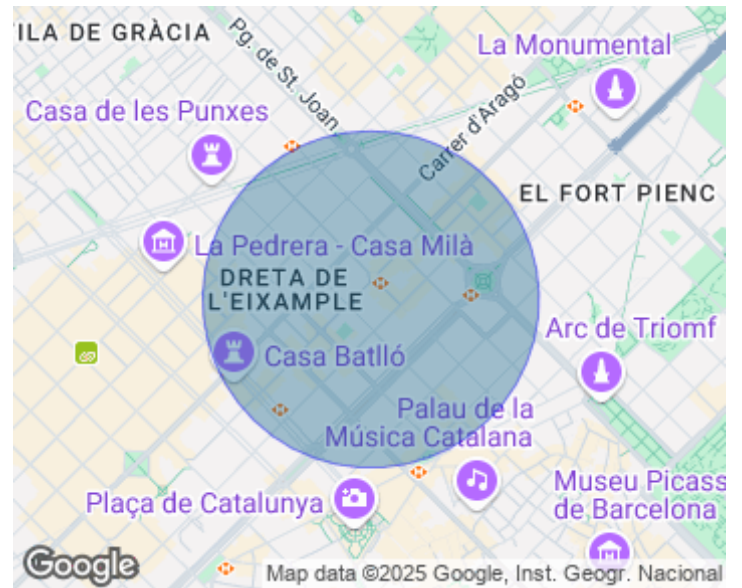 ILA DE GRÀCIA
Pg. de St. Joan
La Monumental
Casa de les Punxes
Carrer d'Aragó
EL FORT PIENC
La Pedrera - Casa Milà
DRETA DE
L'EIXAMPLE
Arc de Triomf
Casa Batlló
Palau de la
Música Catalana
Plaça de Catalunya
Museu Picass
de Barcelona
Google
Map data ©2025 Google, Inst. Geogr. Nacional